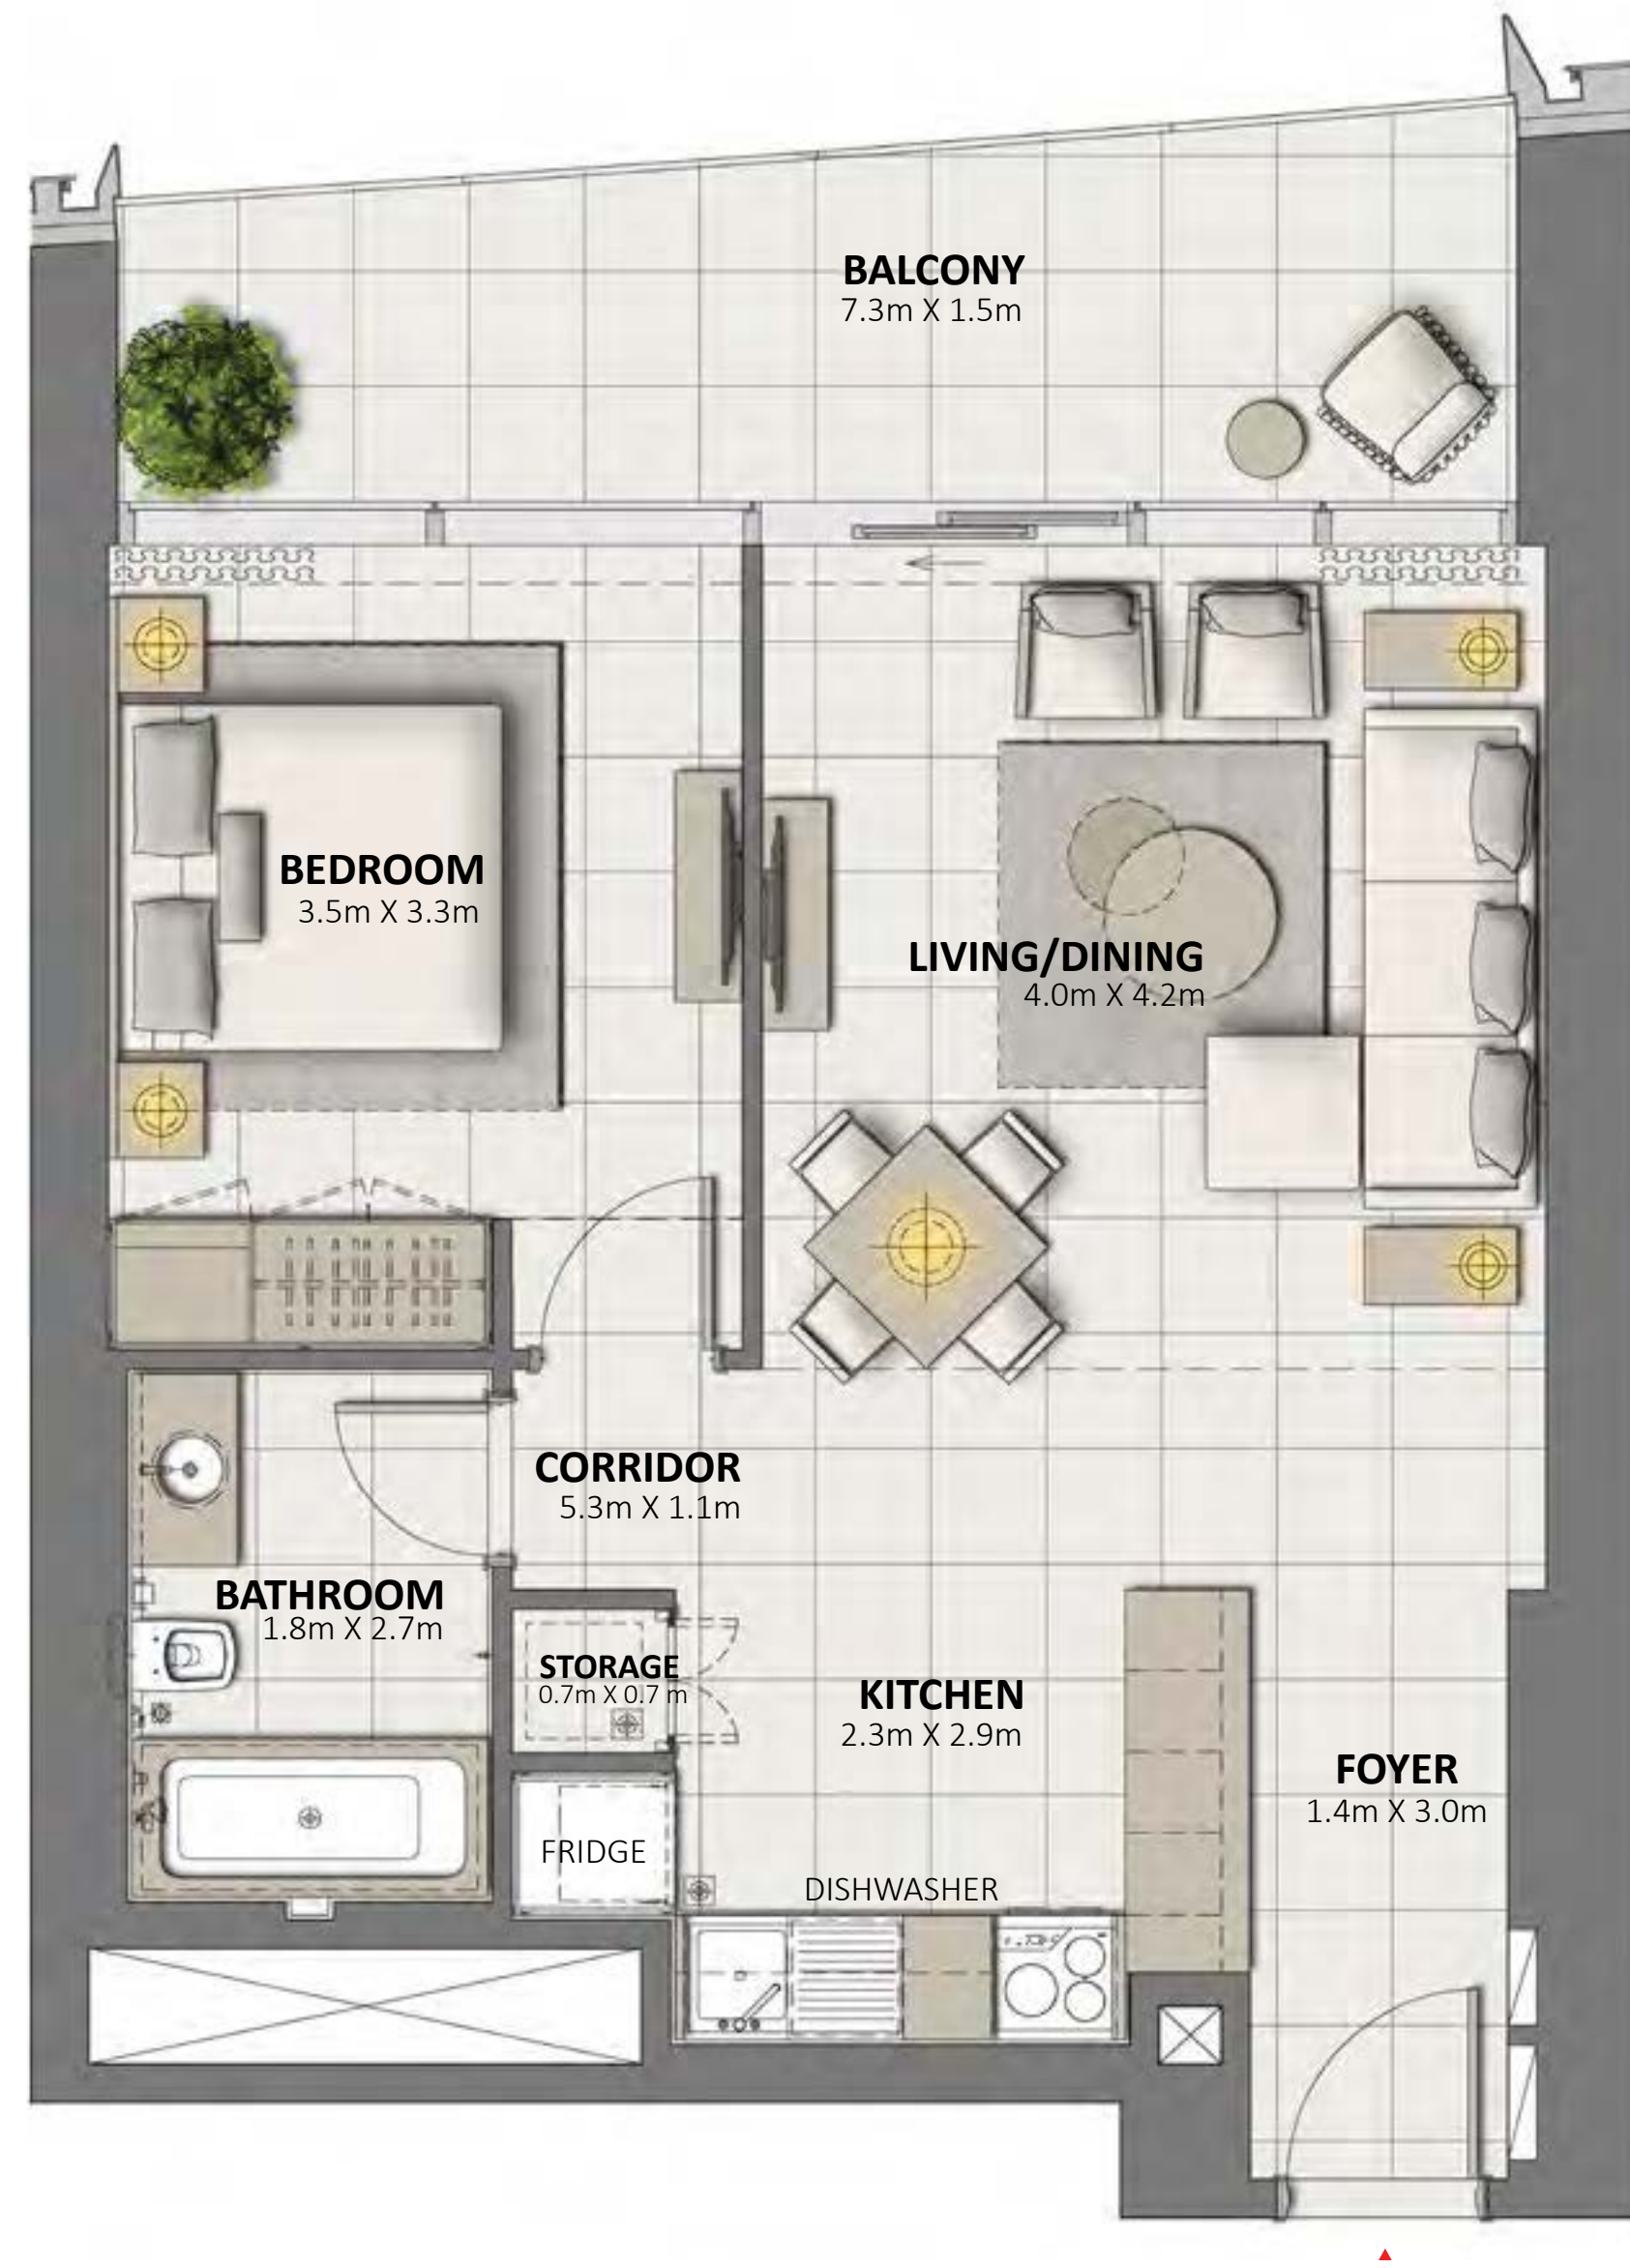 BALCONY
7.3m X 1.5m
BEDROOM
3.5m X 3.3m
LIVING/DINING
4.0m X 4.2m
CORRIDOR
5.3m X 1.1m
BATHROOM
1.8m X 2.7m
STORAGE
0.7m X 0.7 m
KITCHEN
2.3m X 2.9m
FOYER
1.4m X 3.0m
FRIDGE
DISHWASHER